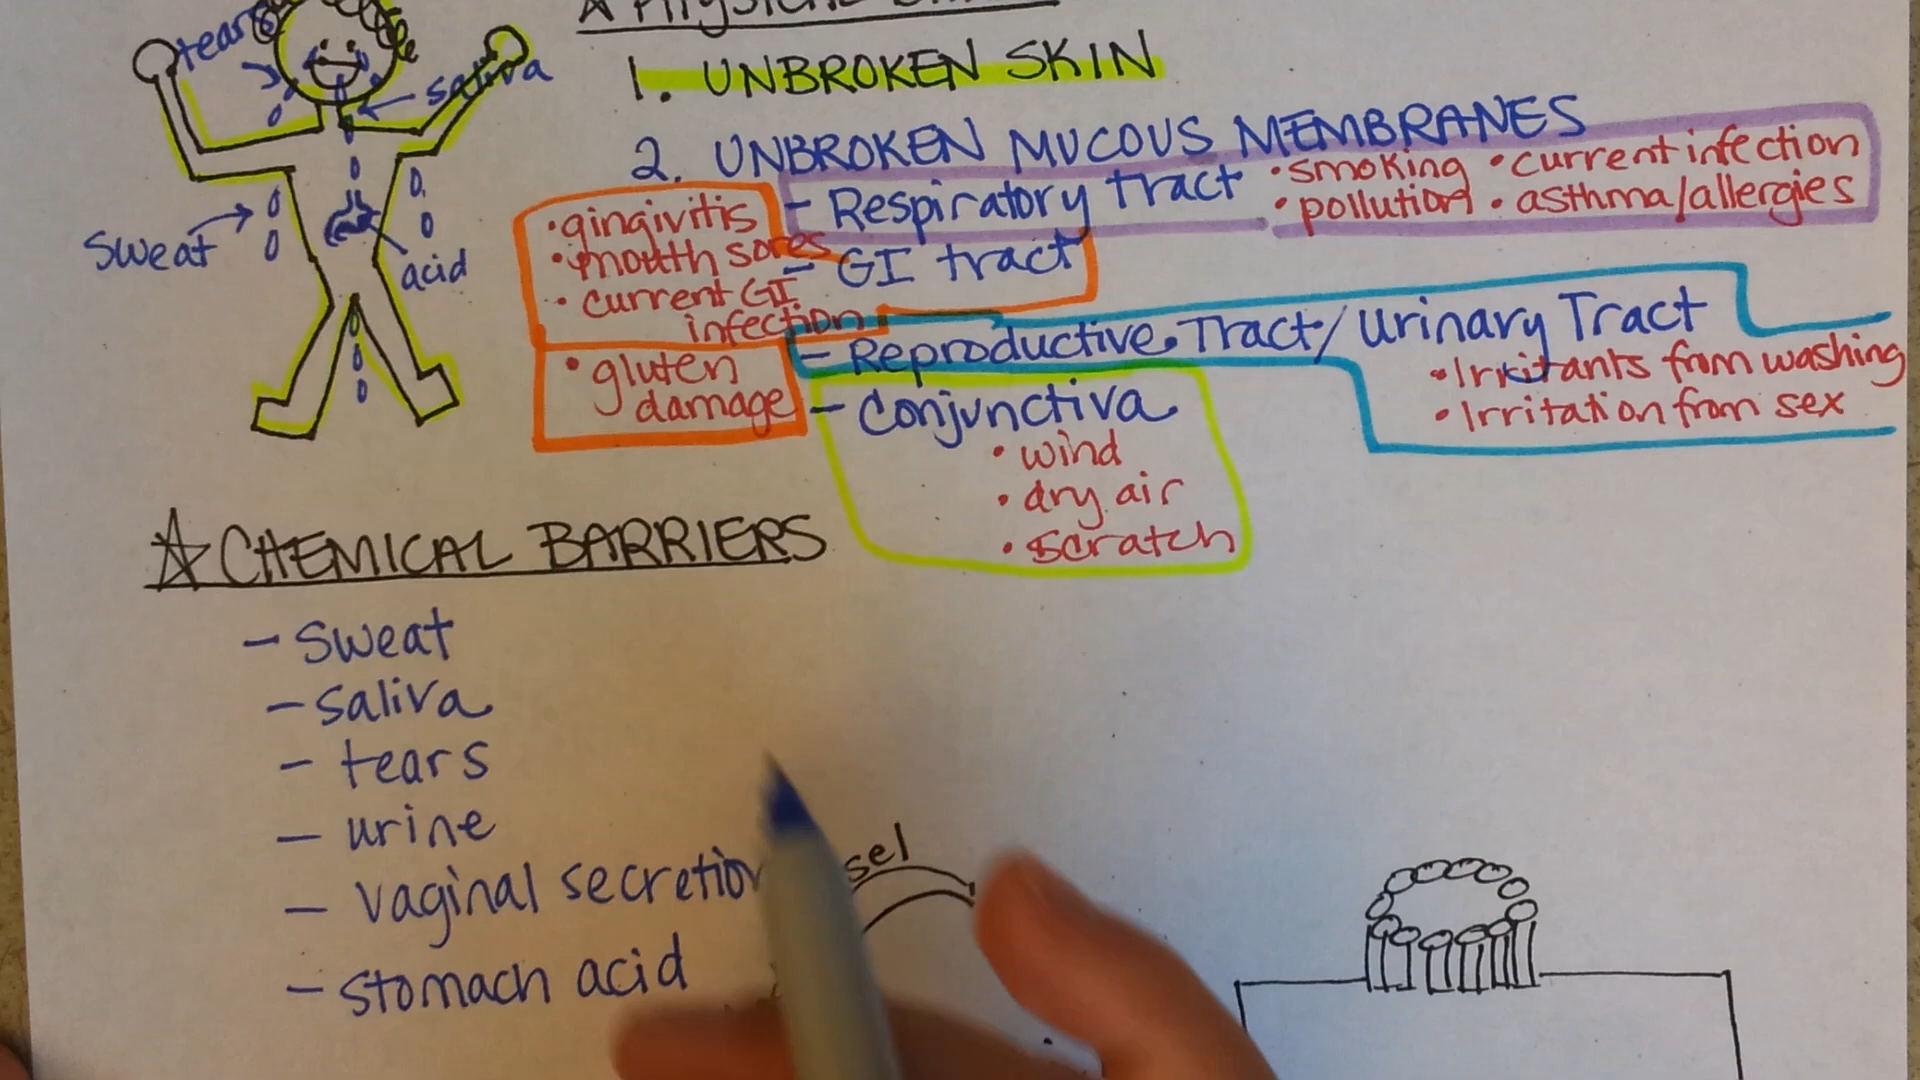 tears
saliva
sweat
acid
1. UNBROKEN SKIN
2. UNBROKEN MUCOUS MEMBRANES
- Respiratory tract
• smoking • current infection
• pollution • asthma/allergies
• gingivitis
• mouth sores
• current GI
infection
• gluten
damage
- GI tract
- Reproductive Tract/Urinary Tract
• Irritants from washing
• Irritation from sex
- Conjunctiva
• wind
• dry air
• scratch
☆ CHEMICAL BARRIERS
- sweat
- saliva
- tears
- urine
- vaginal secretion
- stomach acid